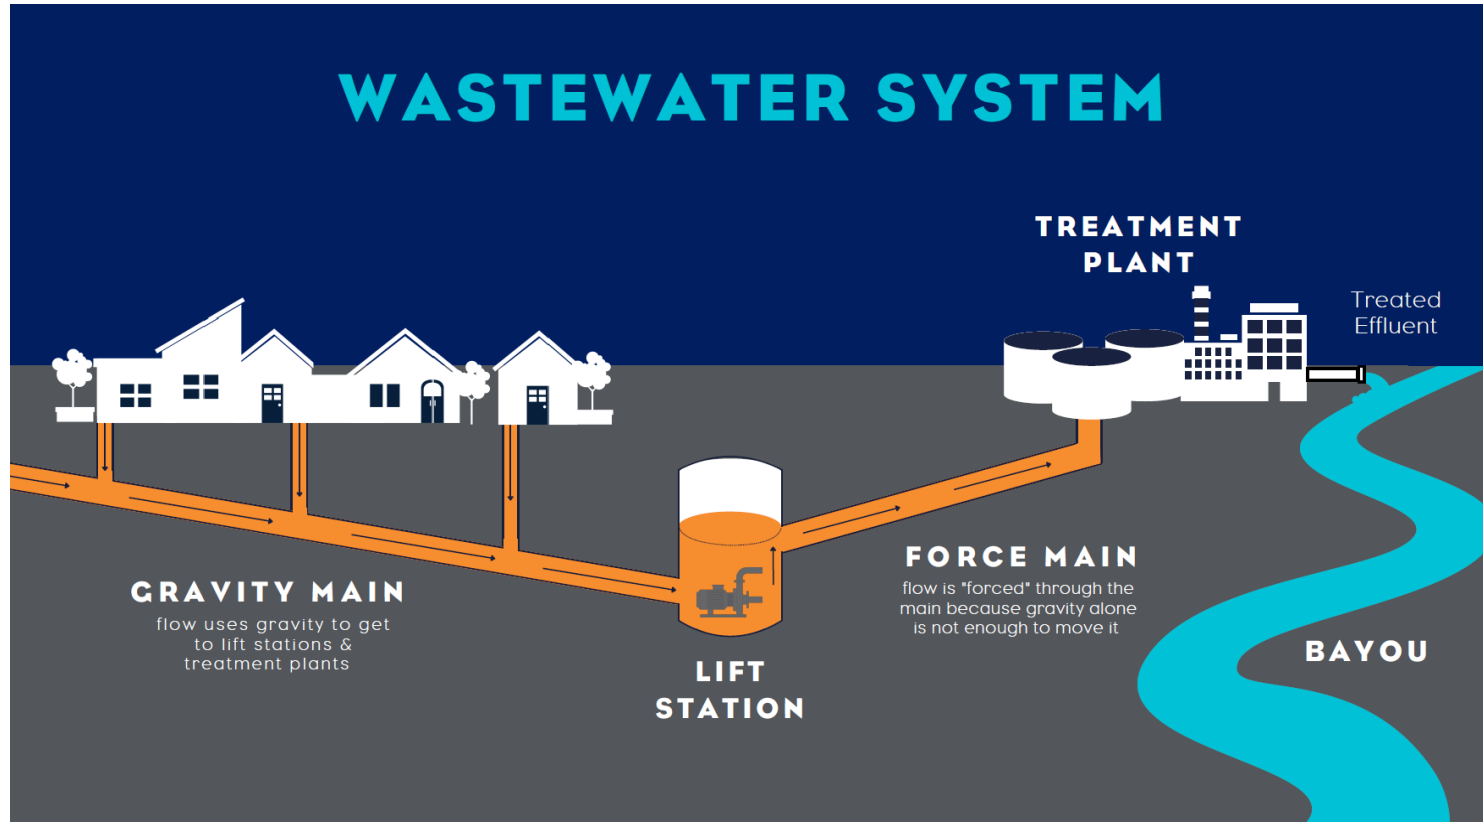 WASTEWATER SYSTEM
TREATMENT
PLANT
Treated
Effluent
GRAVITY MAIN
flow uses gravity to get
to lift stations &
treatment plants
LIFT
STATION
FORCE MAIN
flow is "forced" through the
main because gravity alone
is not enough to move it
BAYOU